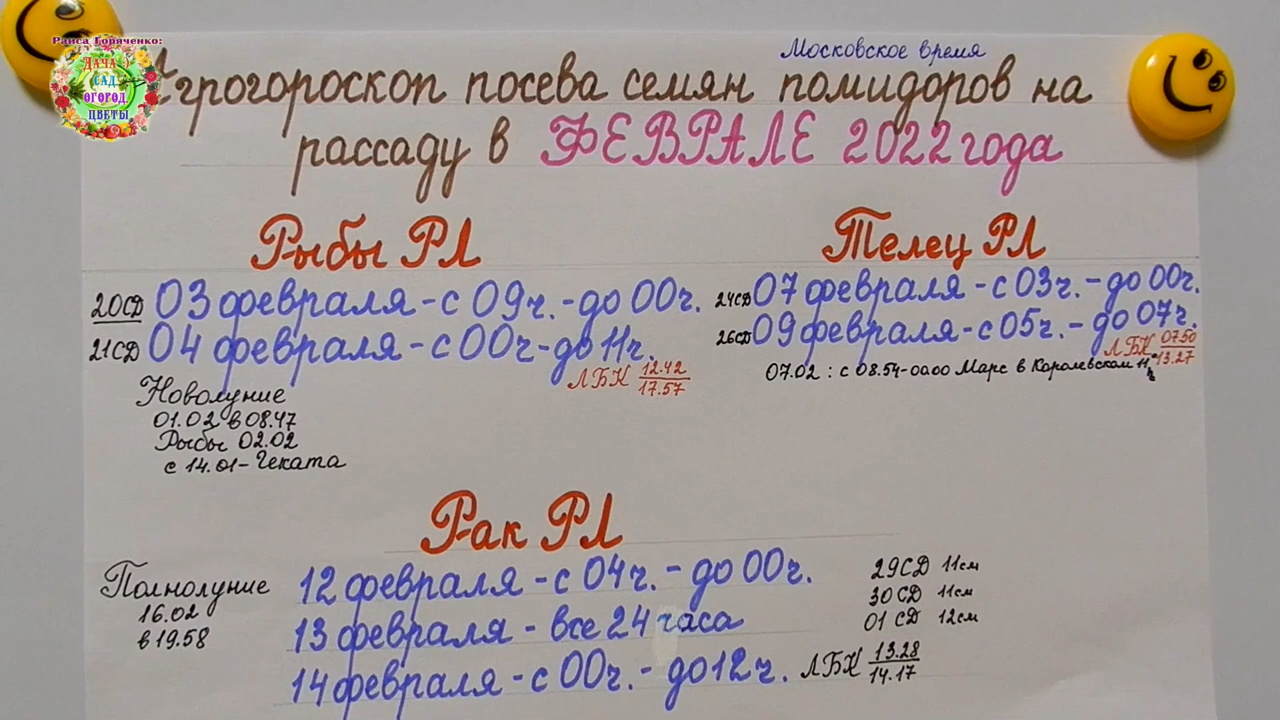 Раиса Горяченко:
ДАЧА
САД
ОГОРОД
ЦВЕТЫ
Московское время
Агрогороскоп посева семян помидоров на
рассаду в ФЕВРАЛЕ 2022 года
Рыбы РЛ
20СД 03 февраля - с 09ч. - до 00ч.
21СД 04 февраля - с 00ч - до 11ч.
ЛБК 12.42
17.57
Новолуние
01.02 в 08.47
Рыбы 02.02
с 14.01 - Геката
Телец РЛ
24СД 07 февраля - с 03ч. - до 00ч.
26СД 09 февраля - с 05ч. - до 07ч.
ЛБК 07.50
13.27
07.02 : с 08.54-00.00 Марс в Королевском
Рак РЛ
Полнолуние
16.02
в 19.58
12 февраля - с 04ч. - до 00ч.
13 февраля - все 24 часа
14 февраля - с 00ч. - до 12ч.
29СД 11см
30СД 11см
01 СД 12см
ЛБК 13.28
14.17